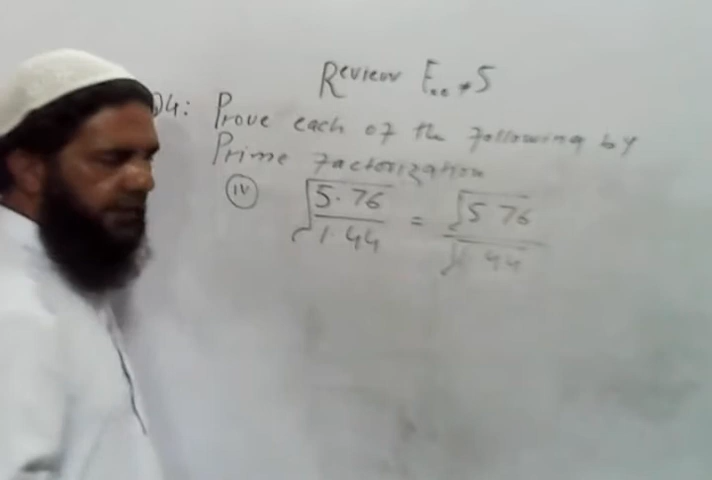 Review Ex # 5
Q4: Prove each of the following by
Prime factorization
(iv) √(5.76/1.44) = √5.76/√1.44